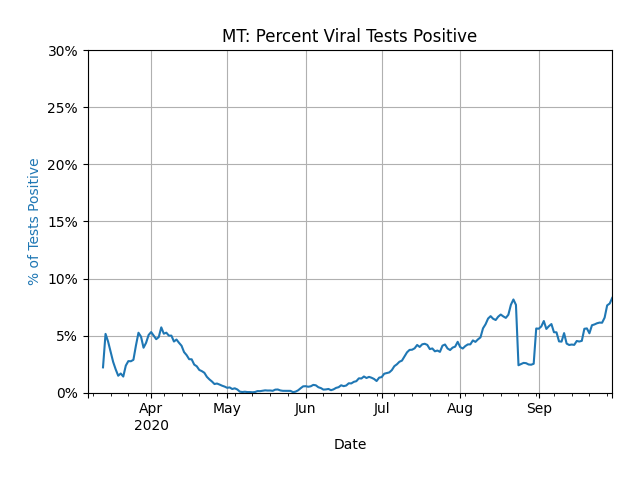 MT: Percent Viral Tests Positive
30%
25%
20%
15%
10%
5%
0%
% of Tests Positive
Apr May Jun Jul Aug Sep
2020
Date